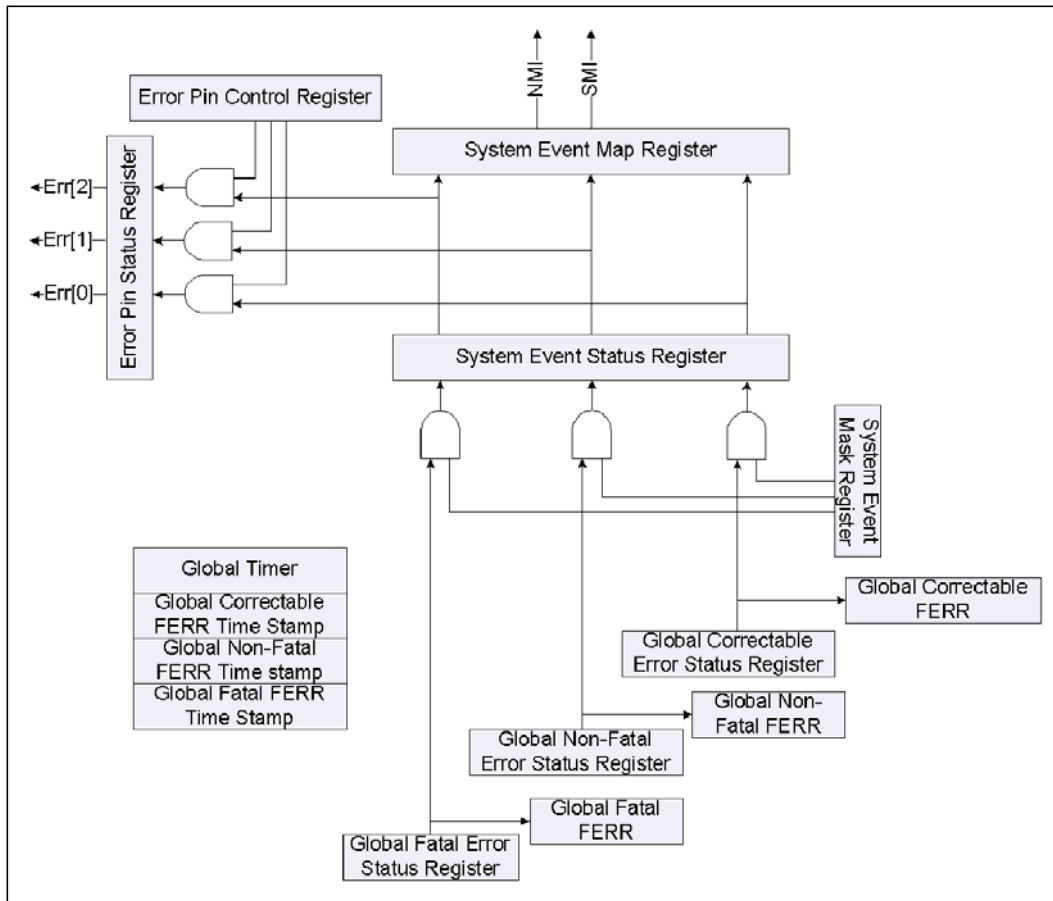 NMI
SMI
Error Pin Control Register
System Event Map Register
Error Pin Status Register
Err[2]
Err[1]
Err[0]
System Event Status Register
System Event
Mask Register
Global Timer
Global Correctable
FERR Time Stamp
Global Non-Fatal
FERR Time stamp
Global Fatal FERR
Time Stamp
Global Correctable
FERR
Global Correctable
Error Status Register
Global Non-
Fatal FERR
Global Non-Fatal
Error Status Register
Global Fatal
FERR
Global Fatal Error
Status Register